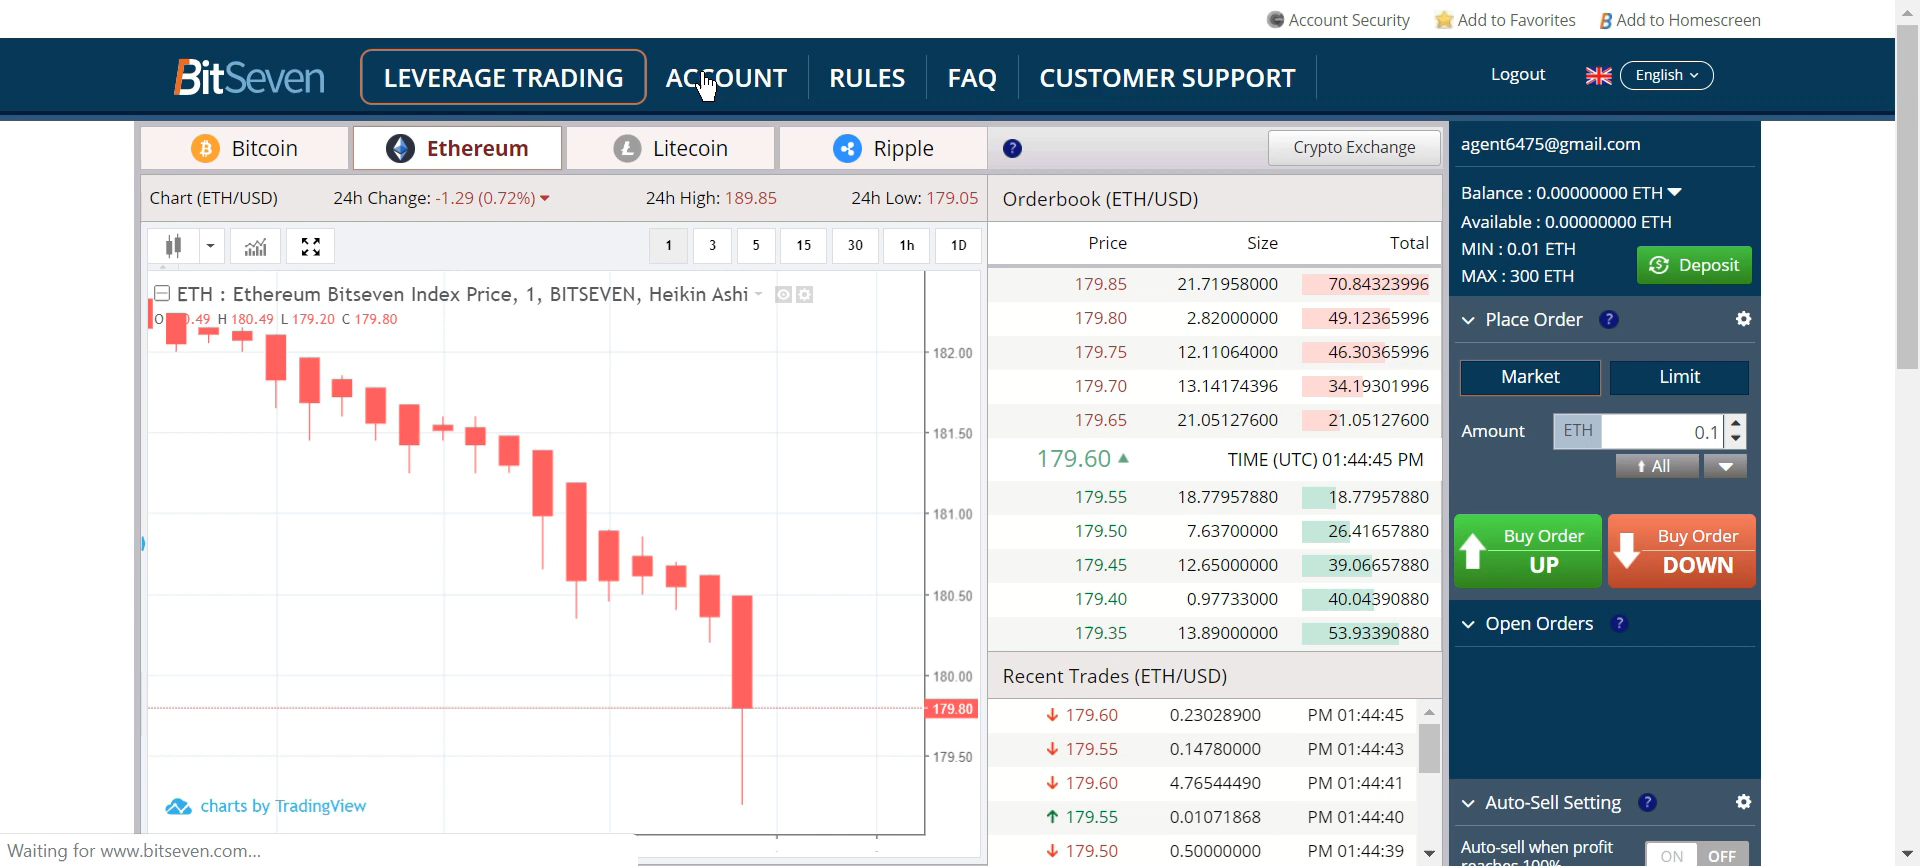 Account Security Add to Favorites Add to Homescreen
BitSeven LEVERAGE TRADING ACCOUNT RULES FAQ CUSTOMER SUPPORT Logout English
Bitcoin Ethereum Litecoin Ripple ? Crypto Exchange
agent6475@gmail.com
Chart (ETH/USD) 24h Change: -1.29 (0.72%) 24h High: 189.85 24h Low: 179.05
1 3 5 15 30 1h 1D
ETH : Ethereum Bitseven Index Price, 1, BITSEVEN, Heikin Ashi
H 180.49 L 179.20 C 179.80
182.00
181.50
181.00
180.50
180.00
179.80
179.50
charts by TradingView
Orderbook (ETH/USD)
Price Size Total
179.85 21.71958000 70.84323996
179.80 2.82000000 49.12365996
179.75 12.11064000 46.30365996
179.70 13.14174396 34.19301996
179.65 21.05127600 21.05127600
179.60 TIME (UTC) 01:44:45 PM
179.55 18.77957880 18.77957880
179.50 7.63700000 26.41657880
179.45 12.65000000 39.06657880
179.40 0.97733000 40.04390880
179.35 13.89000000 53.93390880
Recent Trades (ETH/USD)
179.60 0.23028900 PM 01:44:45
179.55 0.14780000 PM 01:44:43
179.60 4.76544490 PM 01:44:41
179.55 0.01071868 PM 01:44:40
179.50 0.50000000 PM 01:44:39
Balance : 0.00000000 ETH
Available : 0.00000000 ETH
MIN : 0.01 ETH
MAX : 300 ETH
Deposit
Place Order ?
Market Limit
Amount ETH 0.1
All
Buy Order UP
Buy Order DOWN
Open Orders ?
Auto-Sell Setting ?
Auto-sell when profit
reaches 100%
ON OFF
Waiting for www.bitseven.com...